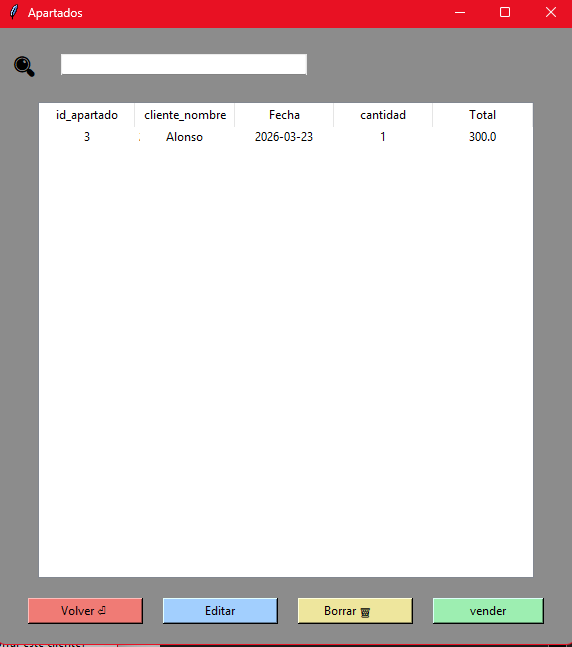 Apartados
id_apartado cliente_nombre Fecha cantidad Total
3 Alonso 2026-03-23 1 300.0
Volver ⏎ Editar Borrar 🗑 vender